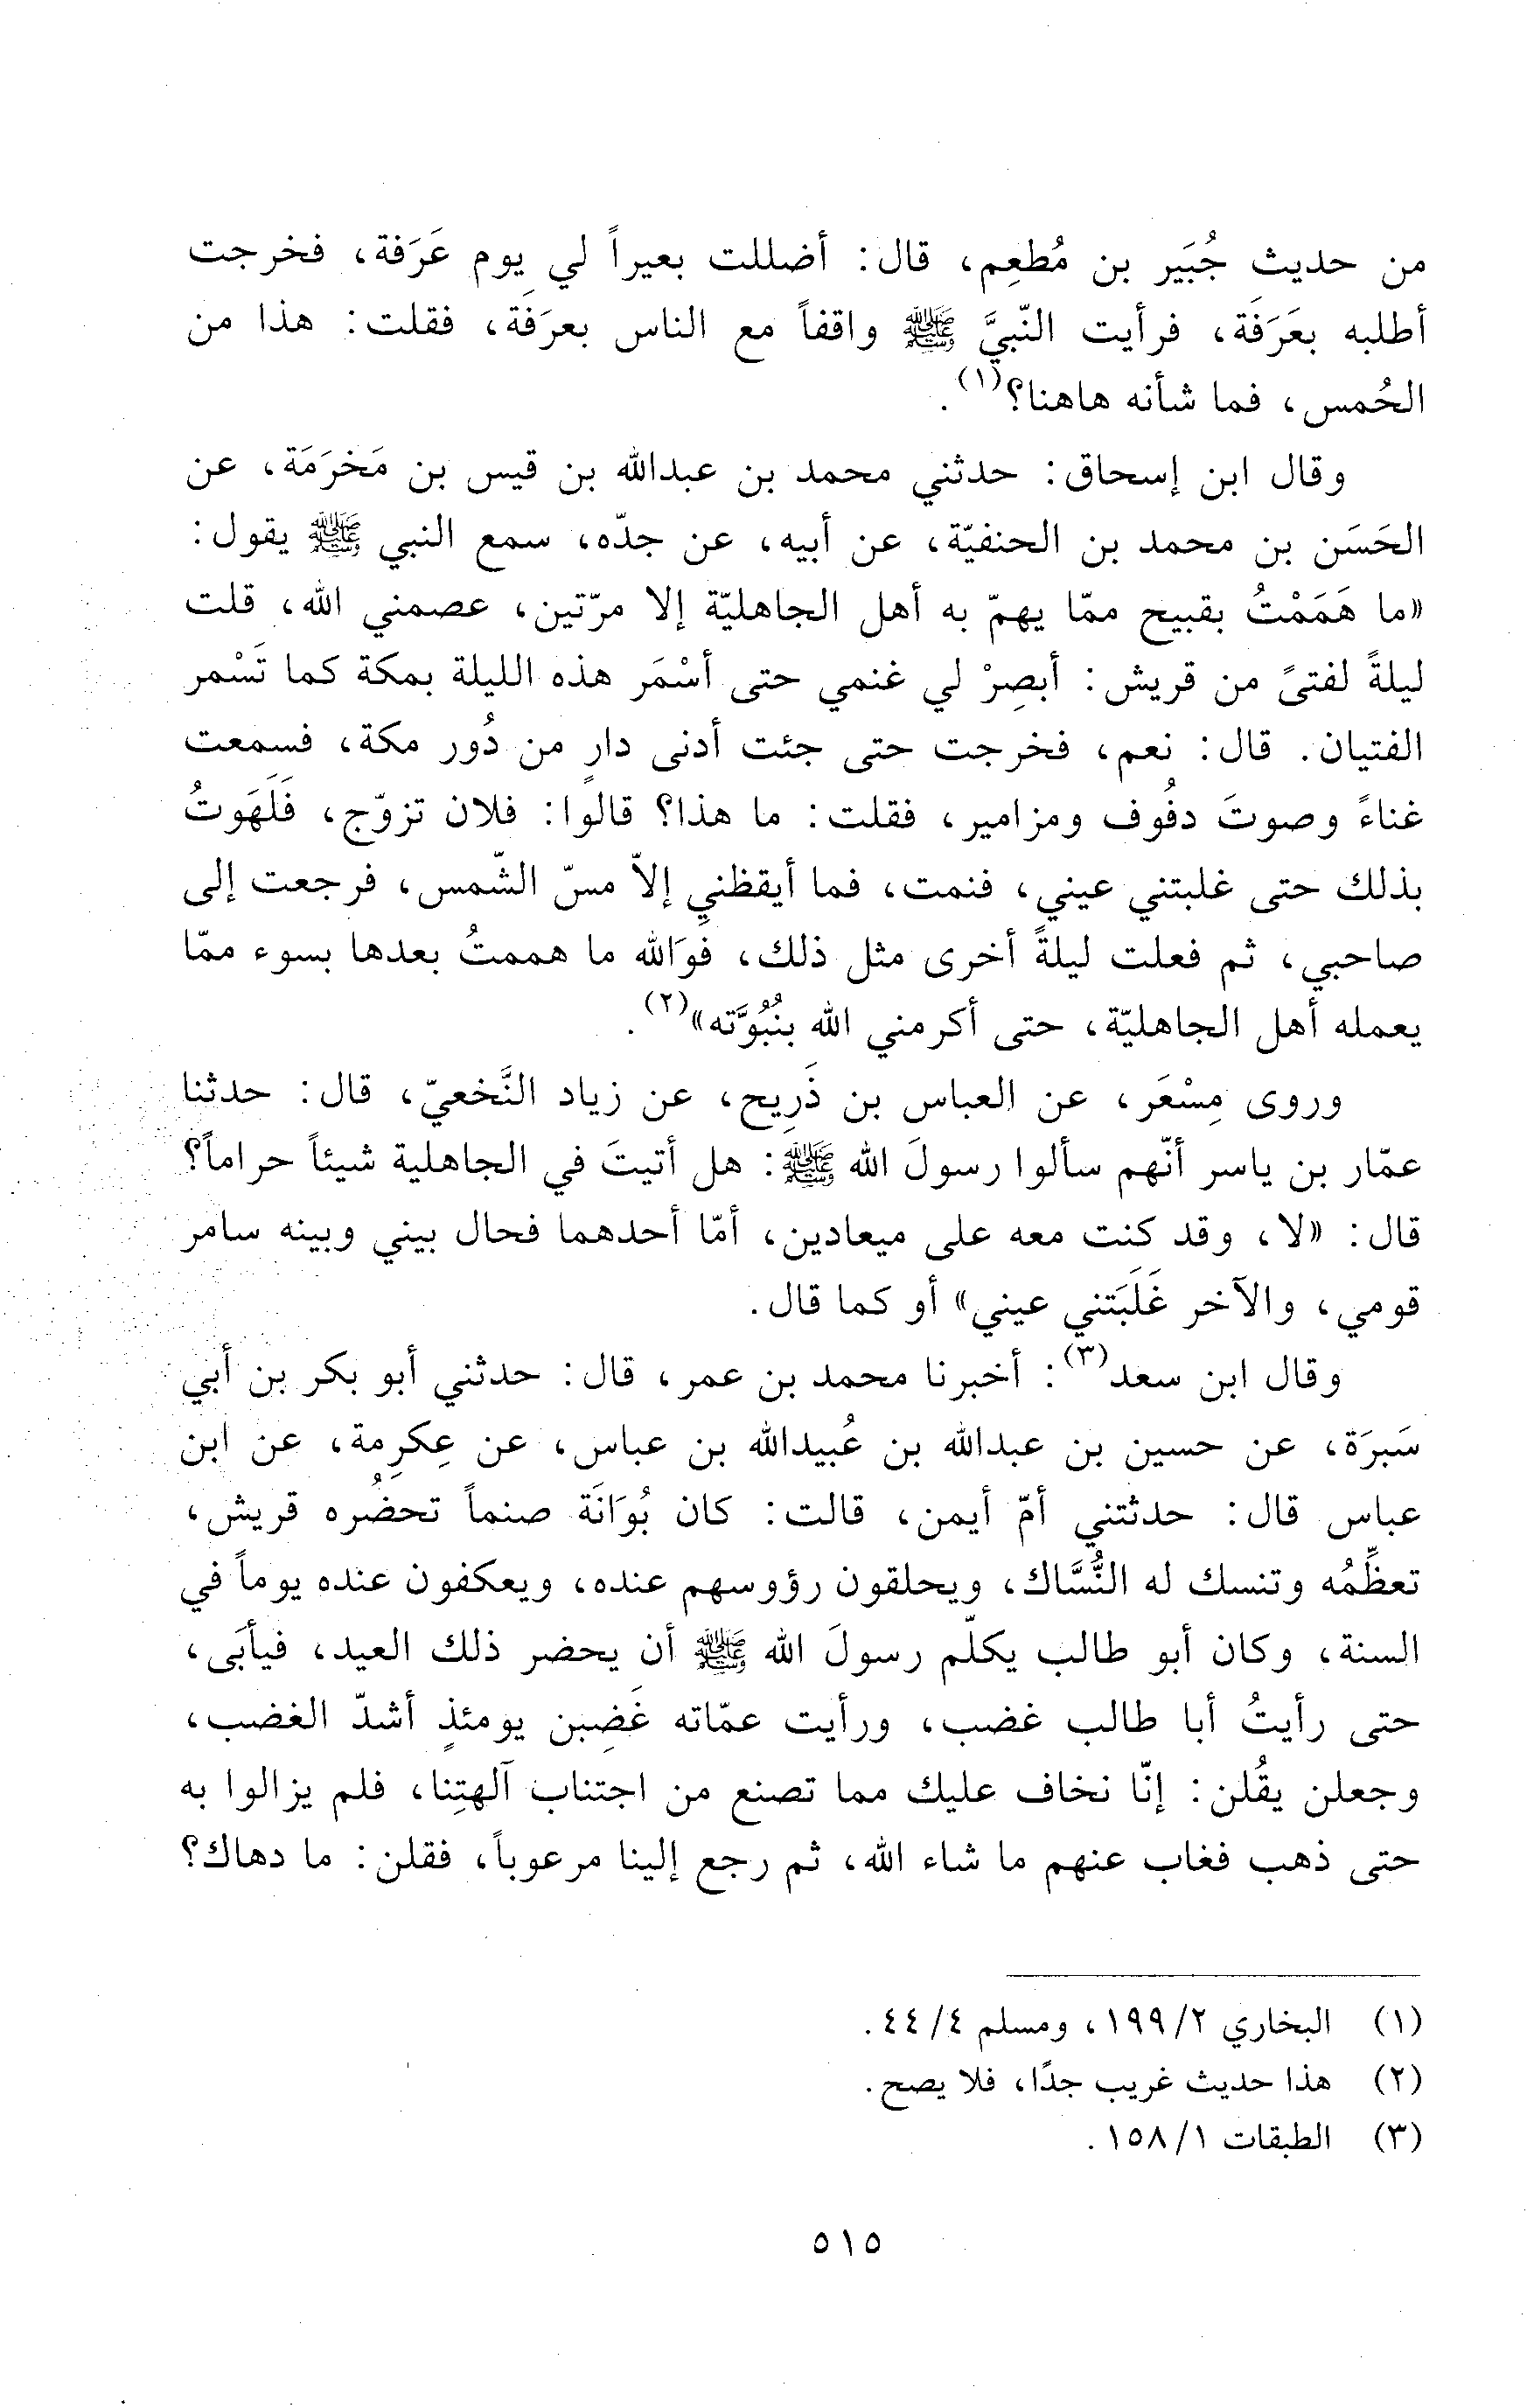 من حديث جُبَير بن مُطعِم، قال: أضللت بعيراً لي يوم عَرَفة، فخرجت
أطلبه بعَرَفَة، فرأيت النّبيَّ ﷺ واقفاً مع الناس بعرَفَة، فقلت: هذا من
الحُمس، فما شأنه هاهنا؟(١).
وقال ابن إسحاق: حدثني محمد بن عبدالله بن قيس بن مَخرَمَة، عن
الحَسَن بن محمد بن الحنفيّة، عن أبيه، عن جدّه، سمع النبي ﷺ يقول:
«ما هَمَمْتُ بقبيح ممّا يهمّ به أهل الجاهليّة إلا مرّتين، عصمني الله، قلت
ليلةً لفتىً من قريش: أبصِرْ لي غنمي حتى أسْمَر هذه الليلة بمكة كما تَسْمر
الفتيان. قال: نعم، فخرجت حتى جئت أدنى دارٍ من دُور مكة، فسمعت
غناءً وصوتَ دفُوف ومزامير، فقلت: ما هذا؟ قالوا: فلان تزوّج، فَلَهَوتُ
بذلك حتى غلبتني عيني، فنمت، فما أيقظني إلاّ مسّ الشّمس، فرجعت إلى
صاحبي، ثم فعلت ليلةً أخرى مثل ذلك، فوَالله ما هممتُ بعدها بسوء ممّا
يعمله أهل الجاهليّة، حتى أكرمني الله بنُبُوَّته»(٢).
وروى مِسْعَر، عن العباس بن ذَرِيح، عن زياد النَّخعيّ، قال: حدثنا
عمّار بن ياسر أنّهم سألوا رسولَ الله ﷺ: هل أتيتَ في الجاهلية شيئاً حراماً؟
قال: «لا، وقد كنت معه على ميعادين، أمّا أحدهما فحال بيني وبينه سامر
قومي، والآخر غَلَبَتني عيني» أو كما قال.
وقال ابن سعد(٣): أخبرنا محمد بن عمر، قال: حدثني أبو بكر بن أبي
سَبرَة، عن حسين بن عبدالله بن عُبيدالله بن عباس، عن عِكرِمة، عن ابن
عباس قال: حدثتني أمّ أيمن، قالت: كان بُوَانَة صنماً تحضُره قريش،
تعظِّمُه وتنسك له النُّسَّاك، ويحلقون رؤوسهم عنده، ويعكفون عنده يوماً في
السنة، وكان أبو طالب يكلّم رسولَ الله ﷺ أن يحضر ذلك العيد، فيأبَى،
حتى رأيتُ أبا طالب غضب، ورأيت عمّاته غَضِبن يومئذٍ أشدّ الغضب،
وجعلن يقُلن: إنّا نخاف عليك مما تصنع من اجتناب آلهتِنا، فلم يزالوا به
حتى ذهب فغاب عنهم ما شاء الله، ثم رجع إلينا مرعوباً، فقلن: ما دهاك؟
(١) البخاري ٢/١٩٩، ومسلم ٤/٤٤.
(٢) هذا حديث غريب جدًا، فلا يصح.
(٣) الطبقات ١/١٥٨.
٥١٥